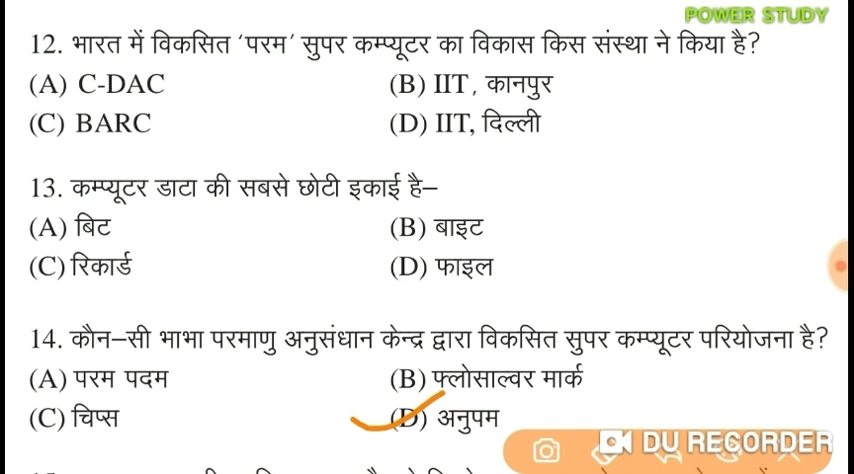 POWER STUDY
12. भारत में विकसित ‘परम’ सुपर कम्प्यूटर का विकास किस संस्था ने किया है?
(A) C-DAC (B) IIT, कानपुर
(C) BARC (D) IIT, दिल्ली
13. कम्प्यूटर डाटा की सबसे छोटी इकाई है–
(A) बिट (B) बाइट
(C) रिकार्ड (D) फाइल
14. कौन–सी भाभा परमाणु अनुसंधान केन्द्र द्वारा विकसित सुपर कम्प्यूटर परियोजना है?
(A) परम पदम (B) फ्लोसाल्वर मार्क
(C) चिप्स (D) अनुपम
DU RECORDER